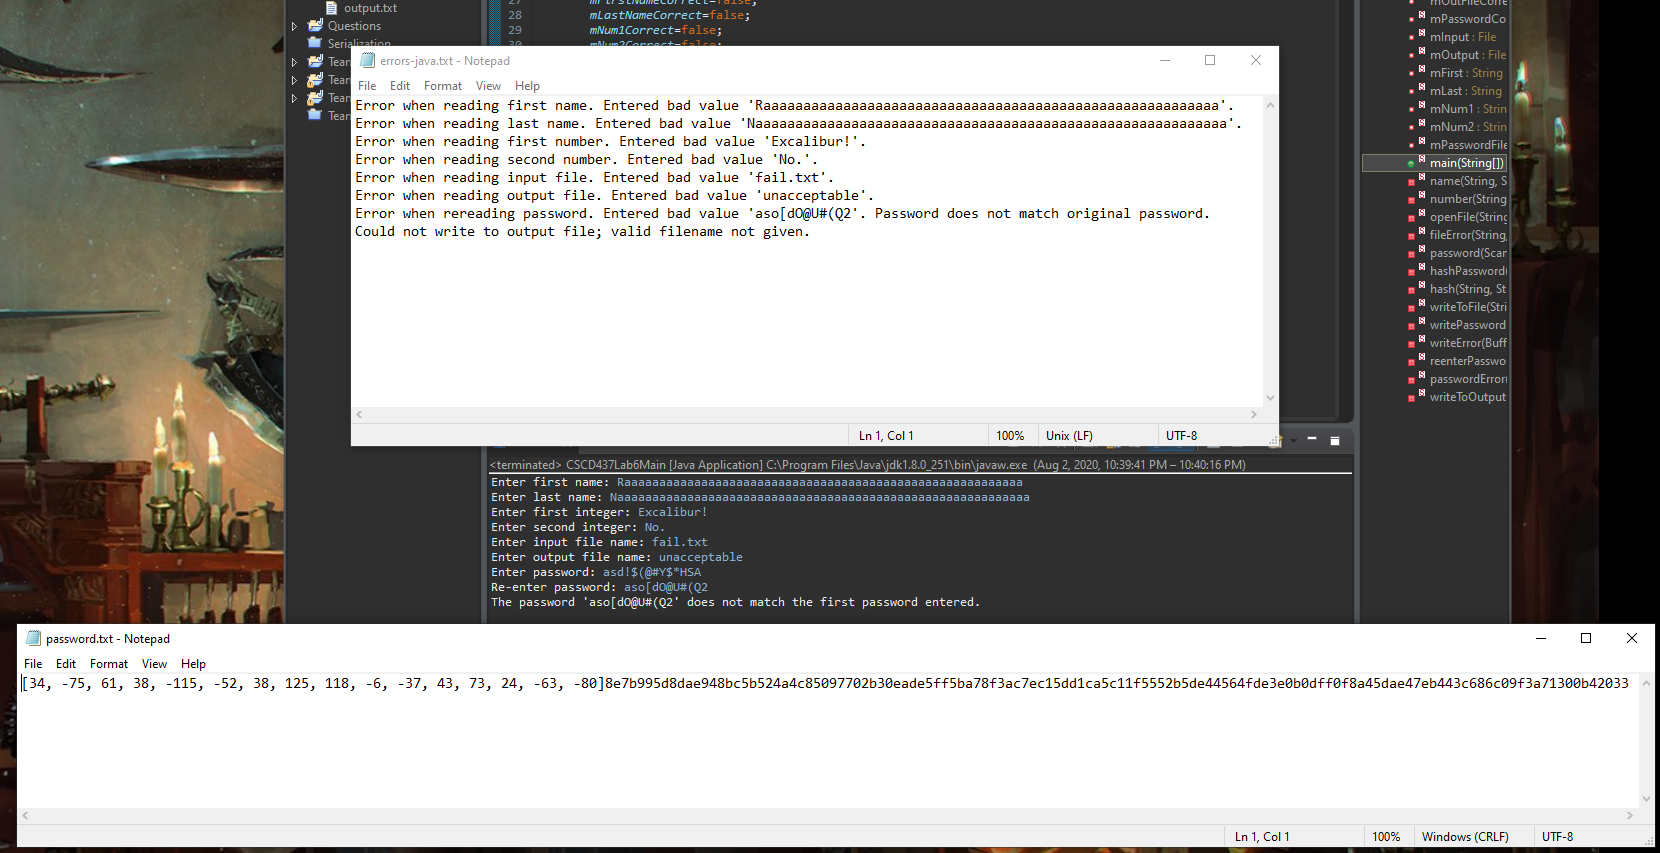 output.txt
Questions
Serialization
Team
Team
Team
Team
27 mFirstNameCorrect=false;
28 mLastNameCorrect=false;
29 mNum1Correct=false;
30 mNum2Correct=false;
mOutFileCorre
mPasswordCo
mInput : File
mOutput : File
mFirst : String
mLast : String
mNum1 : Strin
mNum2 : Strin
mPasswordFile
main(String[])
name(String, S
number(String
openFile(String
fileError(String,
password(Scan
hashPassword(
hash(String, St
writeToFile(Stri
writePassword
writeError(Buff
reenterPasswo
passwordError(
writeToOutput
errors-java.txt - Notepad
File Edit Format View Help
Error when reading first name. Entered bad value 'Raaaaaaaaaaaaaaaaaaaaaaaaaaaaaaaaaaaaaaaaaaaaaaaaaaaaaaaaa'.
Error when reading last name. Entered bad value 'Naaaaaaaaaaaaaaaaaaaaaaaaaaaaaaaaaaaaaaaaaaaaaaaaaaaaaaaaaaa'.
Error when reading first number. Entered bad value 'Excalibur!'.
Error when reading second number. Entered bad value 'No.'.
Error when reading input file. Entered bad value 'fail.txt'.
Error when reading output file. Entered bad value 'unacceptable'.
Error when rereading password. Entered bad value 'aso[dO@U#(Q2'. Password does not match original password.
Could not write to output file; valid filename not given.
Ln 1, Col 1 100% Unix (LF) UTF-8
<terminated> CSCD437Lab6Main [Java Application] C:\Program Files\Java\jdk1.8.0_251\bin\javaw.exe (Aug 2, 2020, 10:39:41 PM – 10:40:16 PM)
Enter first name: Raaaaaaaaaaaaaaaaaaaaaaaaaaaaaaaaaaaaaaaaaaaaaaaaaaaaaaaaa
Enter last name: Naaaaaaaaaaaaaaaaaaaaaaaaaaaaaaaaaaaaaaaaaaaaaaaaaaaaaaaaaaa
Enter first integer: Excalibur!
Enter second integer: No.
Enter input file name: fail.txt
Enter output file name: unacceptable
Enter password: asd!$(@#Y$*HSA
Re-enter password: aso[dO@U#(Q2
The password 'aso[dO@U#(Q2' does not match the first password entered.
password.txt - Notepad
File Edit Format View Help
[34, -75, 61, 38, -115, -52, 38, 125, 118, -6, -37, 43, 73, 24, -63, -80]8e7b995d8dae948bc5b524a4c85097702b30eade5ff5ba78f3ac7ec15dd1ca5c11f5552b5de44564fde3e0b0dff0f8a45dae47eb443c686c09f3a71300b42033
Ln 1, Col 1 100% Windows (CRLF) UTF-8